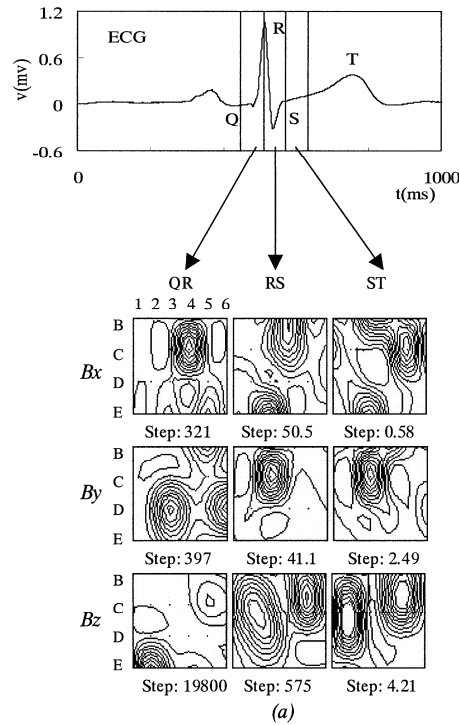 1.2
ECG
R
v(mv)
T
0
Q
S
-0.6
0
1000
t(ms)
QR RS ST
1 2 3 4 5 6
B
C
Bx
D
E
Step: 321 Step: 50.5 Step: 0.58
B
C
By
D
E
Step: 397 Step: 41.1 Step: 2.49
B
C
Bz
D
E
Step: 19800 Step: 575 Step: 4.21
(a)